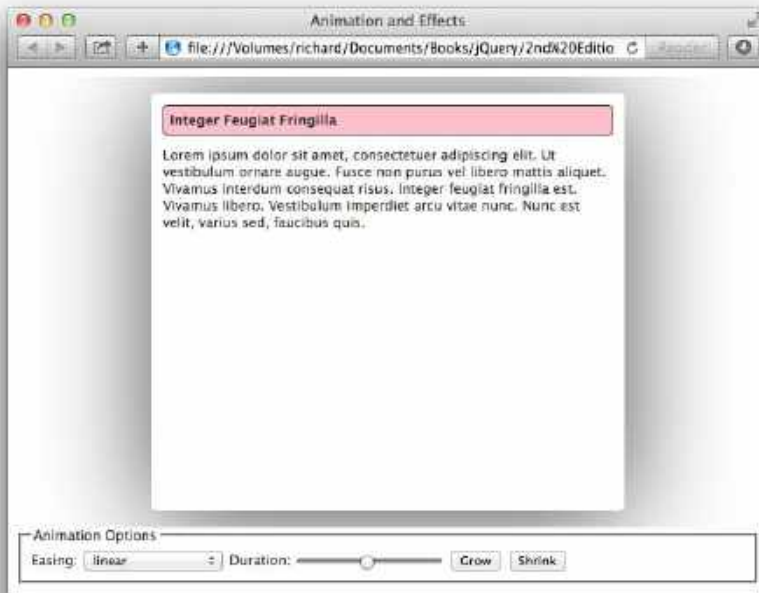 Animation and Effects
file:///Volumes/richard/Documents/Books/jQuery/2nd%20Editio
Reader
Integer Feugiat Fringilla
Lorem ipsum dolor sit amet, consectetuer adipiscing elit. Ut
vestibulum ornare augue. Fusce non purus vel libero mattis aliquet.
Vivamus interdum consequat risus. Integer feugiat fringilla est.
Vivamus libero. Vestibulum imperdiet arcu vitae nunc. Nunc est
velit, varius sed, faucibus quis.
Animation Options
Easing: linear Duration: Grow Shrink